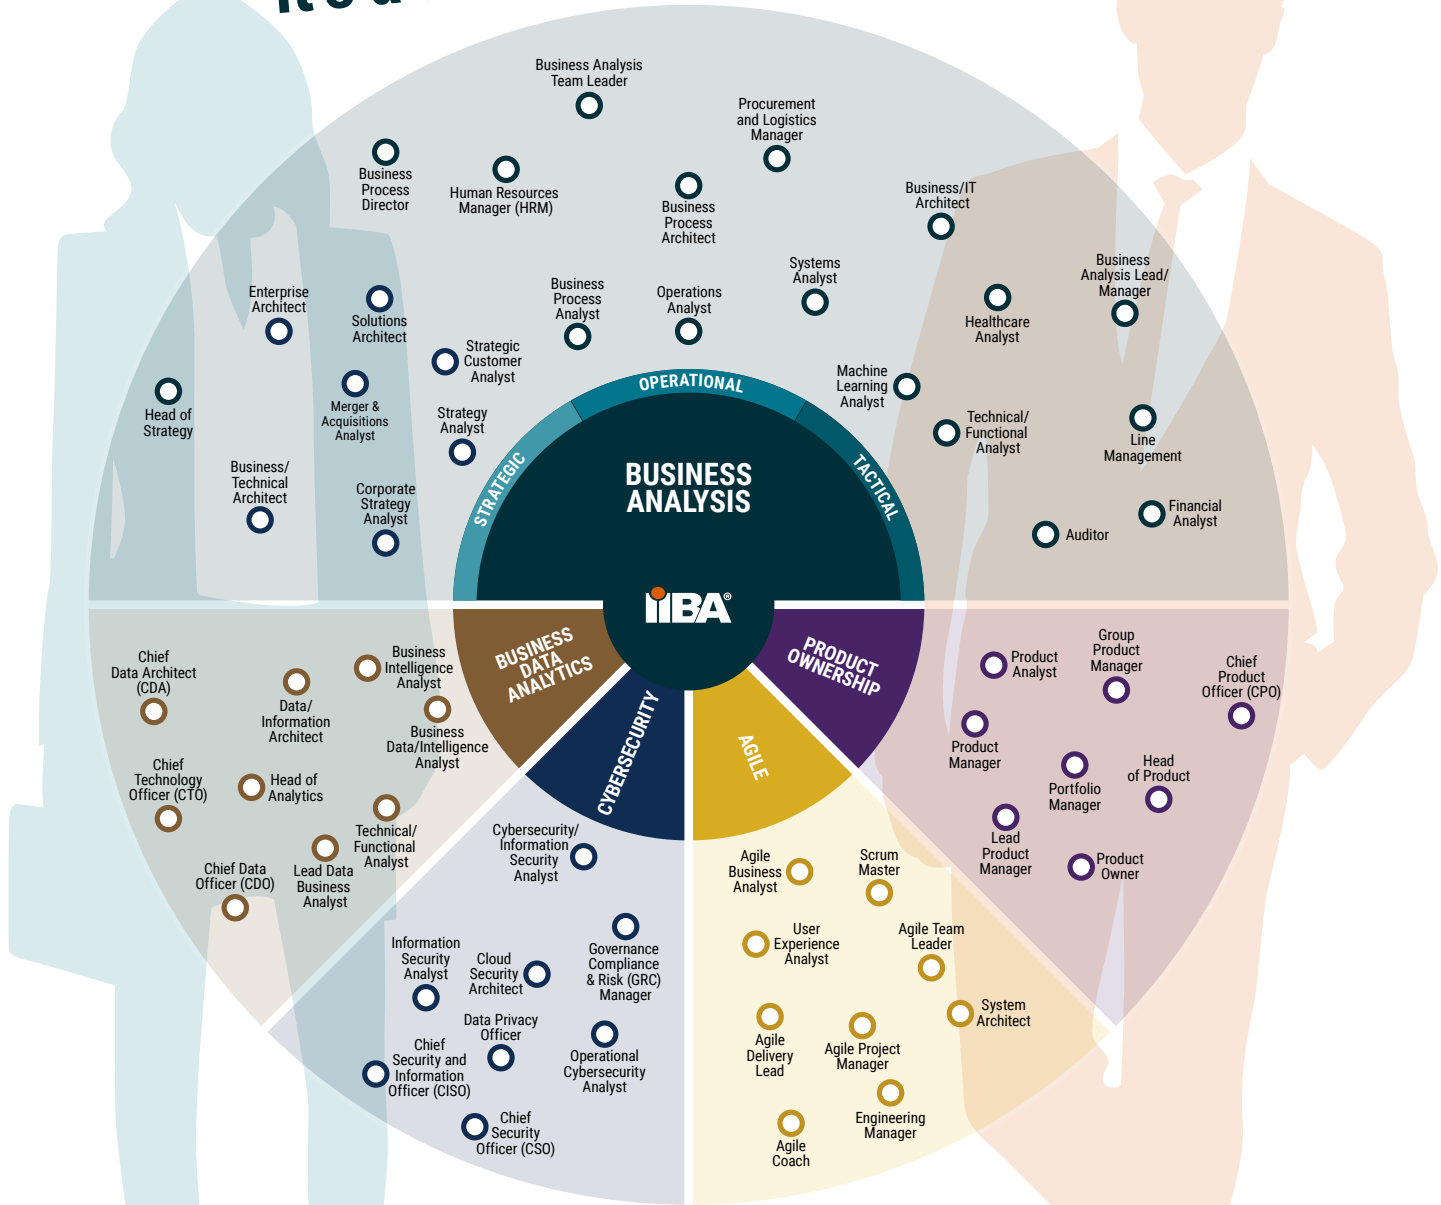 Business Analysis
Team Leader
Procurement
and Logistics
Manager
Business
Process
Director
Human Resources
Manager (HRM)
Business
Process
Architect
Business/IT
Architect
Systems
Analyst
Business
Analysis Lead/
Manager
Enterprise
Architect
Solutions
Architect
Business
Process
Analyst
Operations
Analyst
Healthcare
Analyst
Strategic
Customer
Analyst
Head of
Strategy
Merger &
Acquisitions
Analyst
Strategy
Analyst
Machine
Learning
Analyst
Technical/
Functional
Analyst
Line
Management
Business/
Technical
Architect
Corporate
Strategy
Analyst
Financial
Analyst
Auditor
STRATEGIC
OPERATIONAL
TACTICAL
BUSINESS
ANALYSIS
iiBA®
BUSINESS
DATA
ANALYTICS
CYBERSECURITY
AGILE
PRODUCT
OWNERSHIP
Chief
Data Architect
(CDA)
Data/
Information
Architect
Business
Intelligence
Analyst
Business
Data/Intelligence
Analyst
Chief
Technology
Officer (CTO)
Head of
Analytics
Technical/
Functional
Analyst
Chief Data
Officer (CDO)
Lead Data
Business
Analyst
Cybersecurity/
Information
Security
Analyst
Information
Security
Analyst
Cloud
Security
Architect
Governance
Compliance
& Risk (GRC)
Manager
Data Privacy
Officer
Chief
Security and
Information
Officer (CISO)
Operational
Cybersecurity
Analyst
Chief
Security
Officer (CSO)
Agile
Business
Analyst
Scrum
Master
User
Experience
Analyst
Agile Team
Leader
System
Architect
Agile
Delivery
Lead
Agile Project
Manager
Engineering
Manager
Agile
Coach
Product
Analyst
Group
Product
Manager
Chief
Product
Officer (CPO)
Product
Manager
Portfolio
Manager
Head
of Product
Lead
Product
Manager
Product
Owner